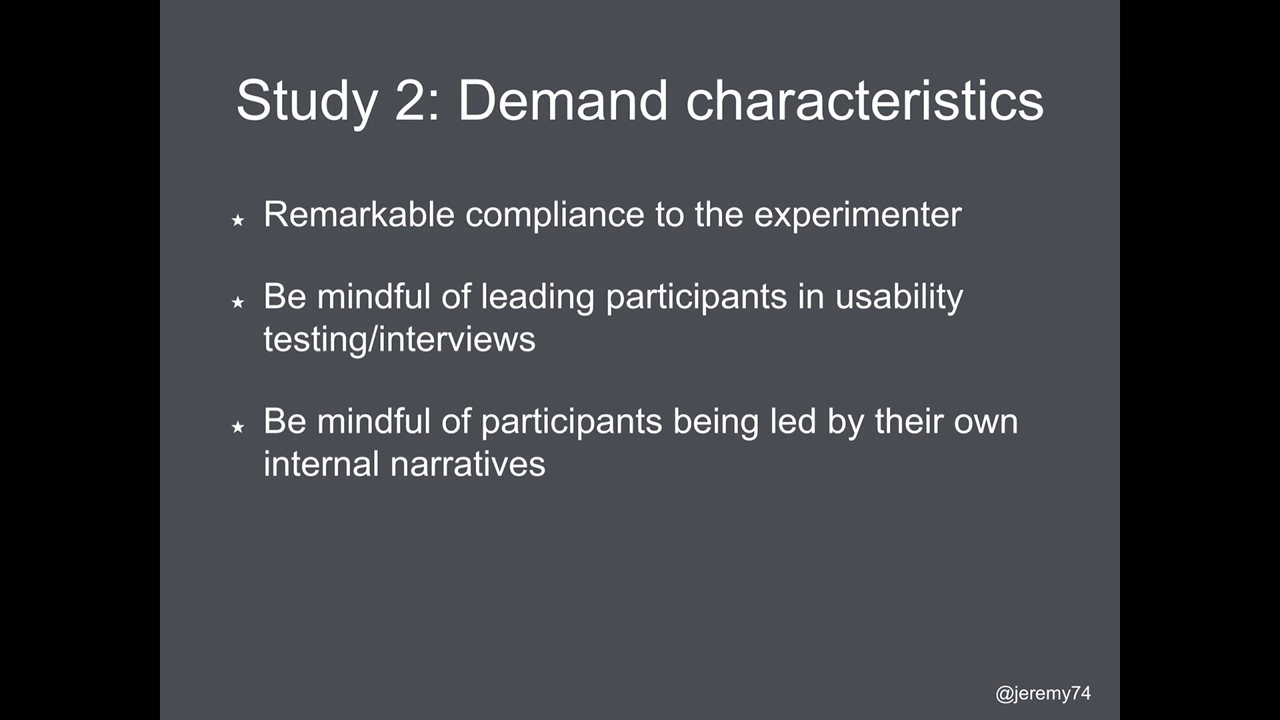 Study 2: Demand characteristics
★ Remarkable compliance to the experimenter
★ Be mindful of leading participants in usability
testing/interviews
★ Be mindful of participants being led by their own
internal narratives
@jeremy74